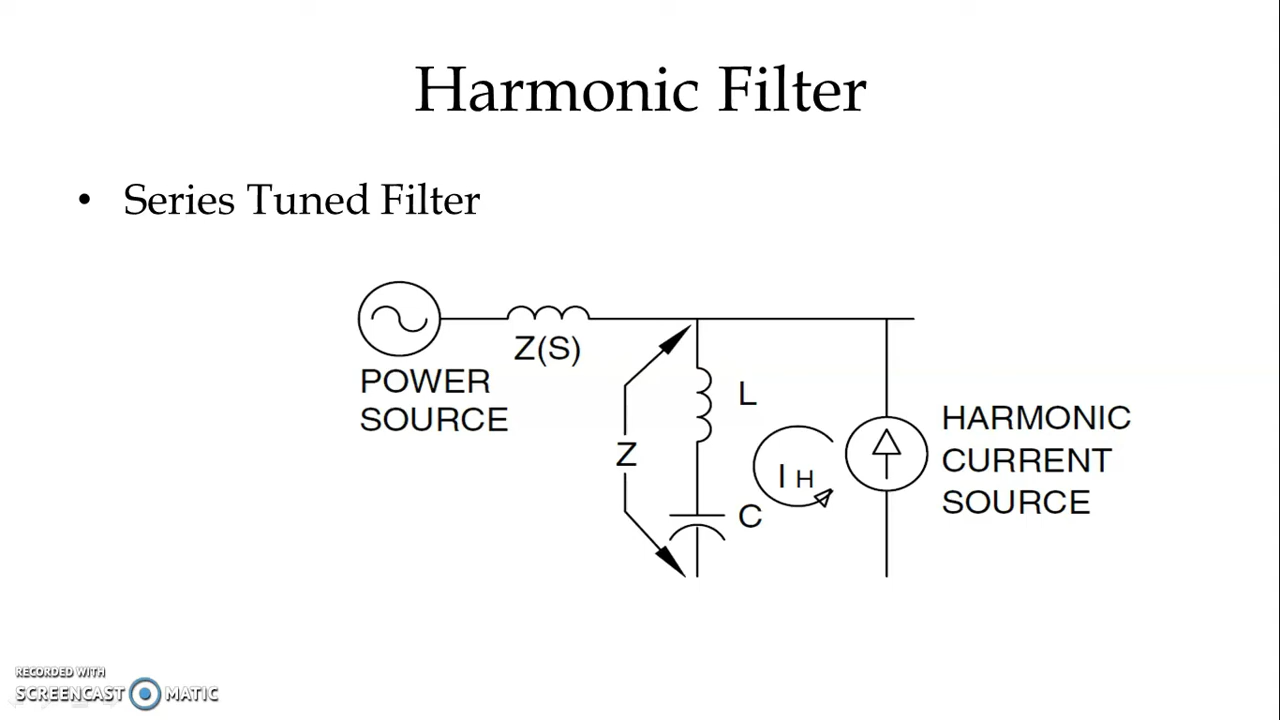 Harmonic Filter
• Series Tuned Filter
Z(S)
POWER
SOURCE
L
Z
I H
C
HARMONIC
CURRENT
SOURCE
RECORDED WITH
SCREENCAST MATIC